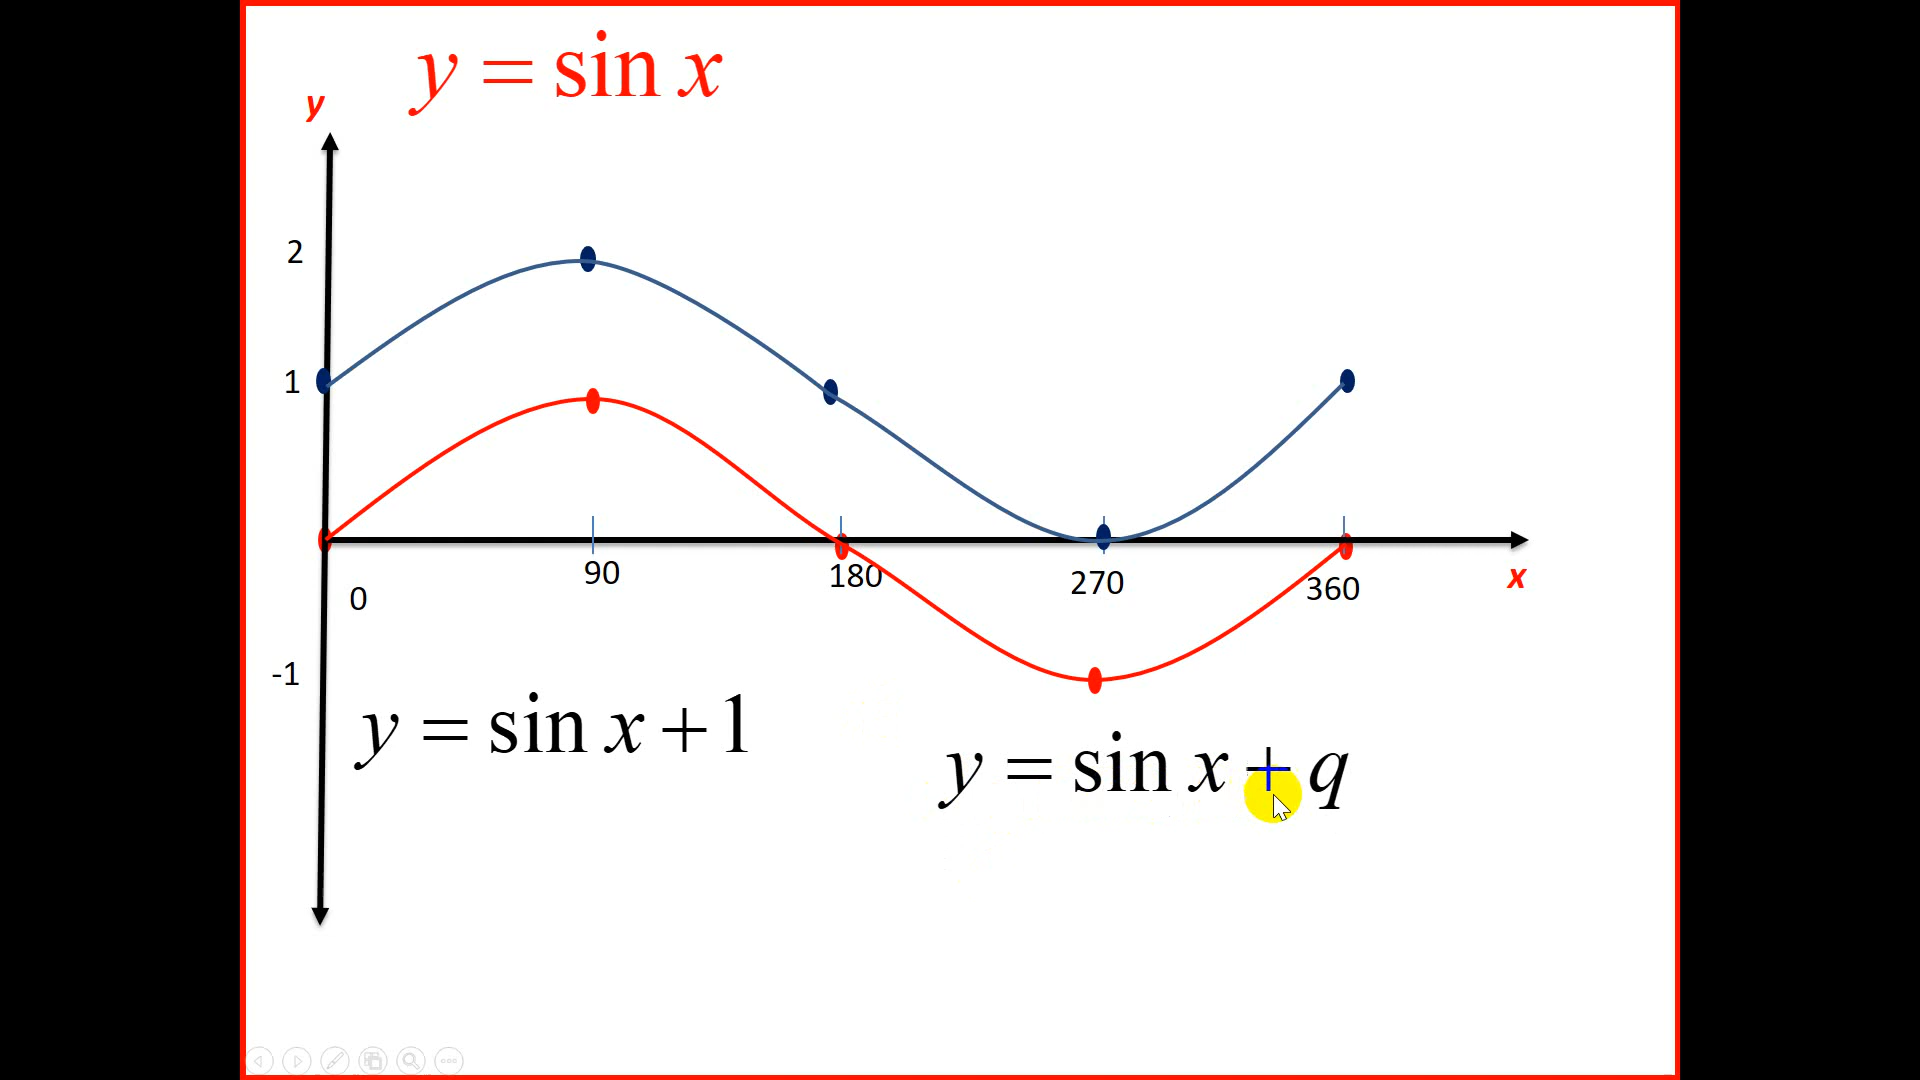 y = sin x
y
2
1
90
180
270
360
x
0
-1
y = sin x + 1
y = sin x + q